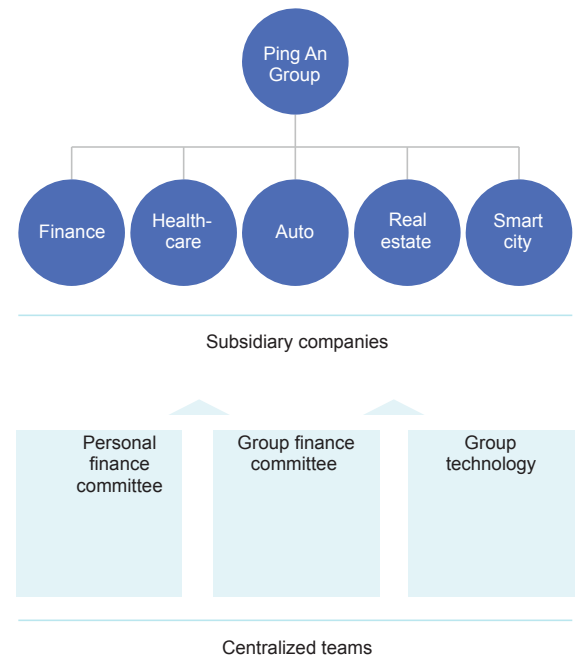 Ping An
Group
Finance
Health-
care
Auto
Real
estate
Smart
city
Subsidiary companies
Personal
finance
committee
Group finance
committee
Group
technology
Centralized teams